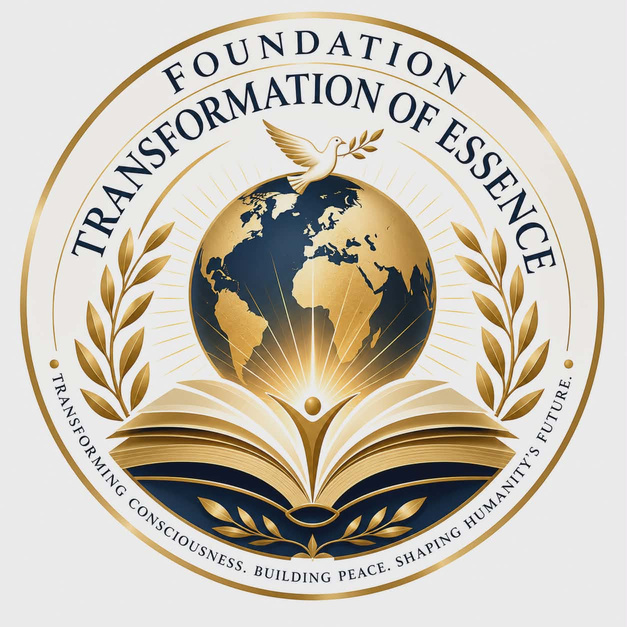 FOUNDATION
TRANSFORMATION OF ESSENCE
TRANSFORMING CONSCIOUSNESS. BUILDING PEACE. SHAPING HUMANITY'S FUTURE.